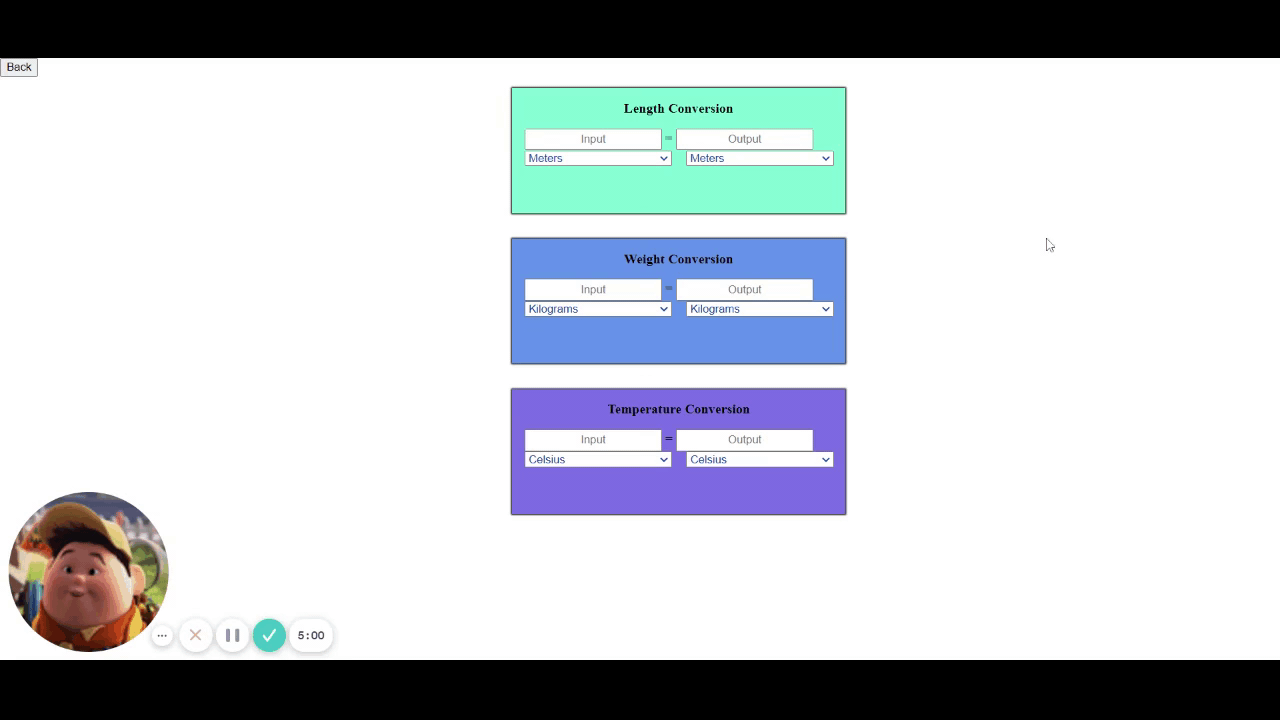 Back
Length Conversion
Input = Output
Meters Meters
Weight Conversion
Input = Output
Kilograms Kilograms
Temperature Conversion
Input = Output
Celsius Celsius
5:00